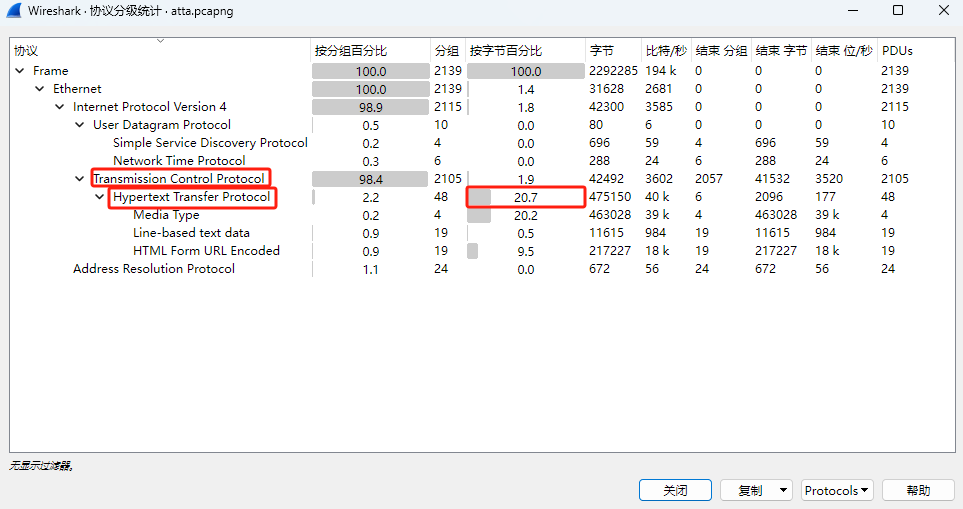 Wireshark · 协议分级统计 · atta.pcapng
协议 按分组百分比 分组 按字节百分比 字节 比特/秒 结束 分组 结束 字节 结束 位/秒 PDUs
Frame 100.0 2139 100.0 2292285 194 k 0 0 0 2139
Ethernet 100.0 2139 1.4 31628 2681 0 0 0 2139
Internet Protocol Version 4 98.9 2115 1.8 42300 3585 0 0 0 2115
User Datagram Protocol 0.5 10 0.0 80 6 0 0 0 10
Simple Service Discovery Protocol 0.2 4 0.0 696 59 4 696 59 4
Network Time Protocol 0.3 6 0.0 288 24 6 288 24 6
Transmission Control Protocol 98.4 2105 1.9 42492 3602 2057 41532 3520 2105
Hypertext Transfer Protocol 2.2 48 20.7 475150 40 k 6 2096 177 48
Media Type 0.2 4 20.2 463028 39 k 4 463028 39 k 4
Line-based text data 0.9 19 0.5 11615 984 19 11615 984 19
HTML Form URL Encoded 0.9 19 9.5 217227 18 k 19 217227 18 k 19
Address Resolution Protocol 1.1 24 0.0 672 56 24 672 56 24
无显示过滤器。
关闭 复制 Protocols 帮助